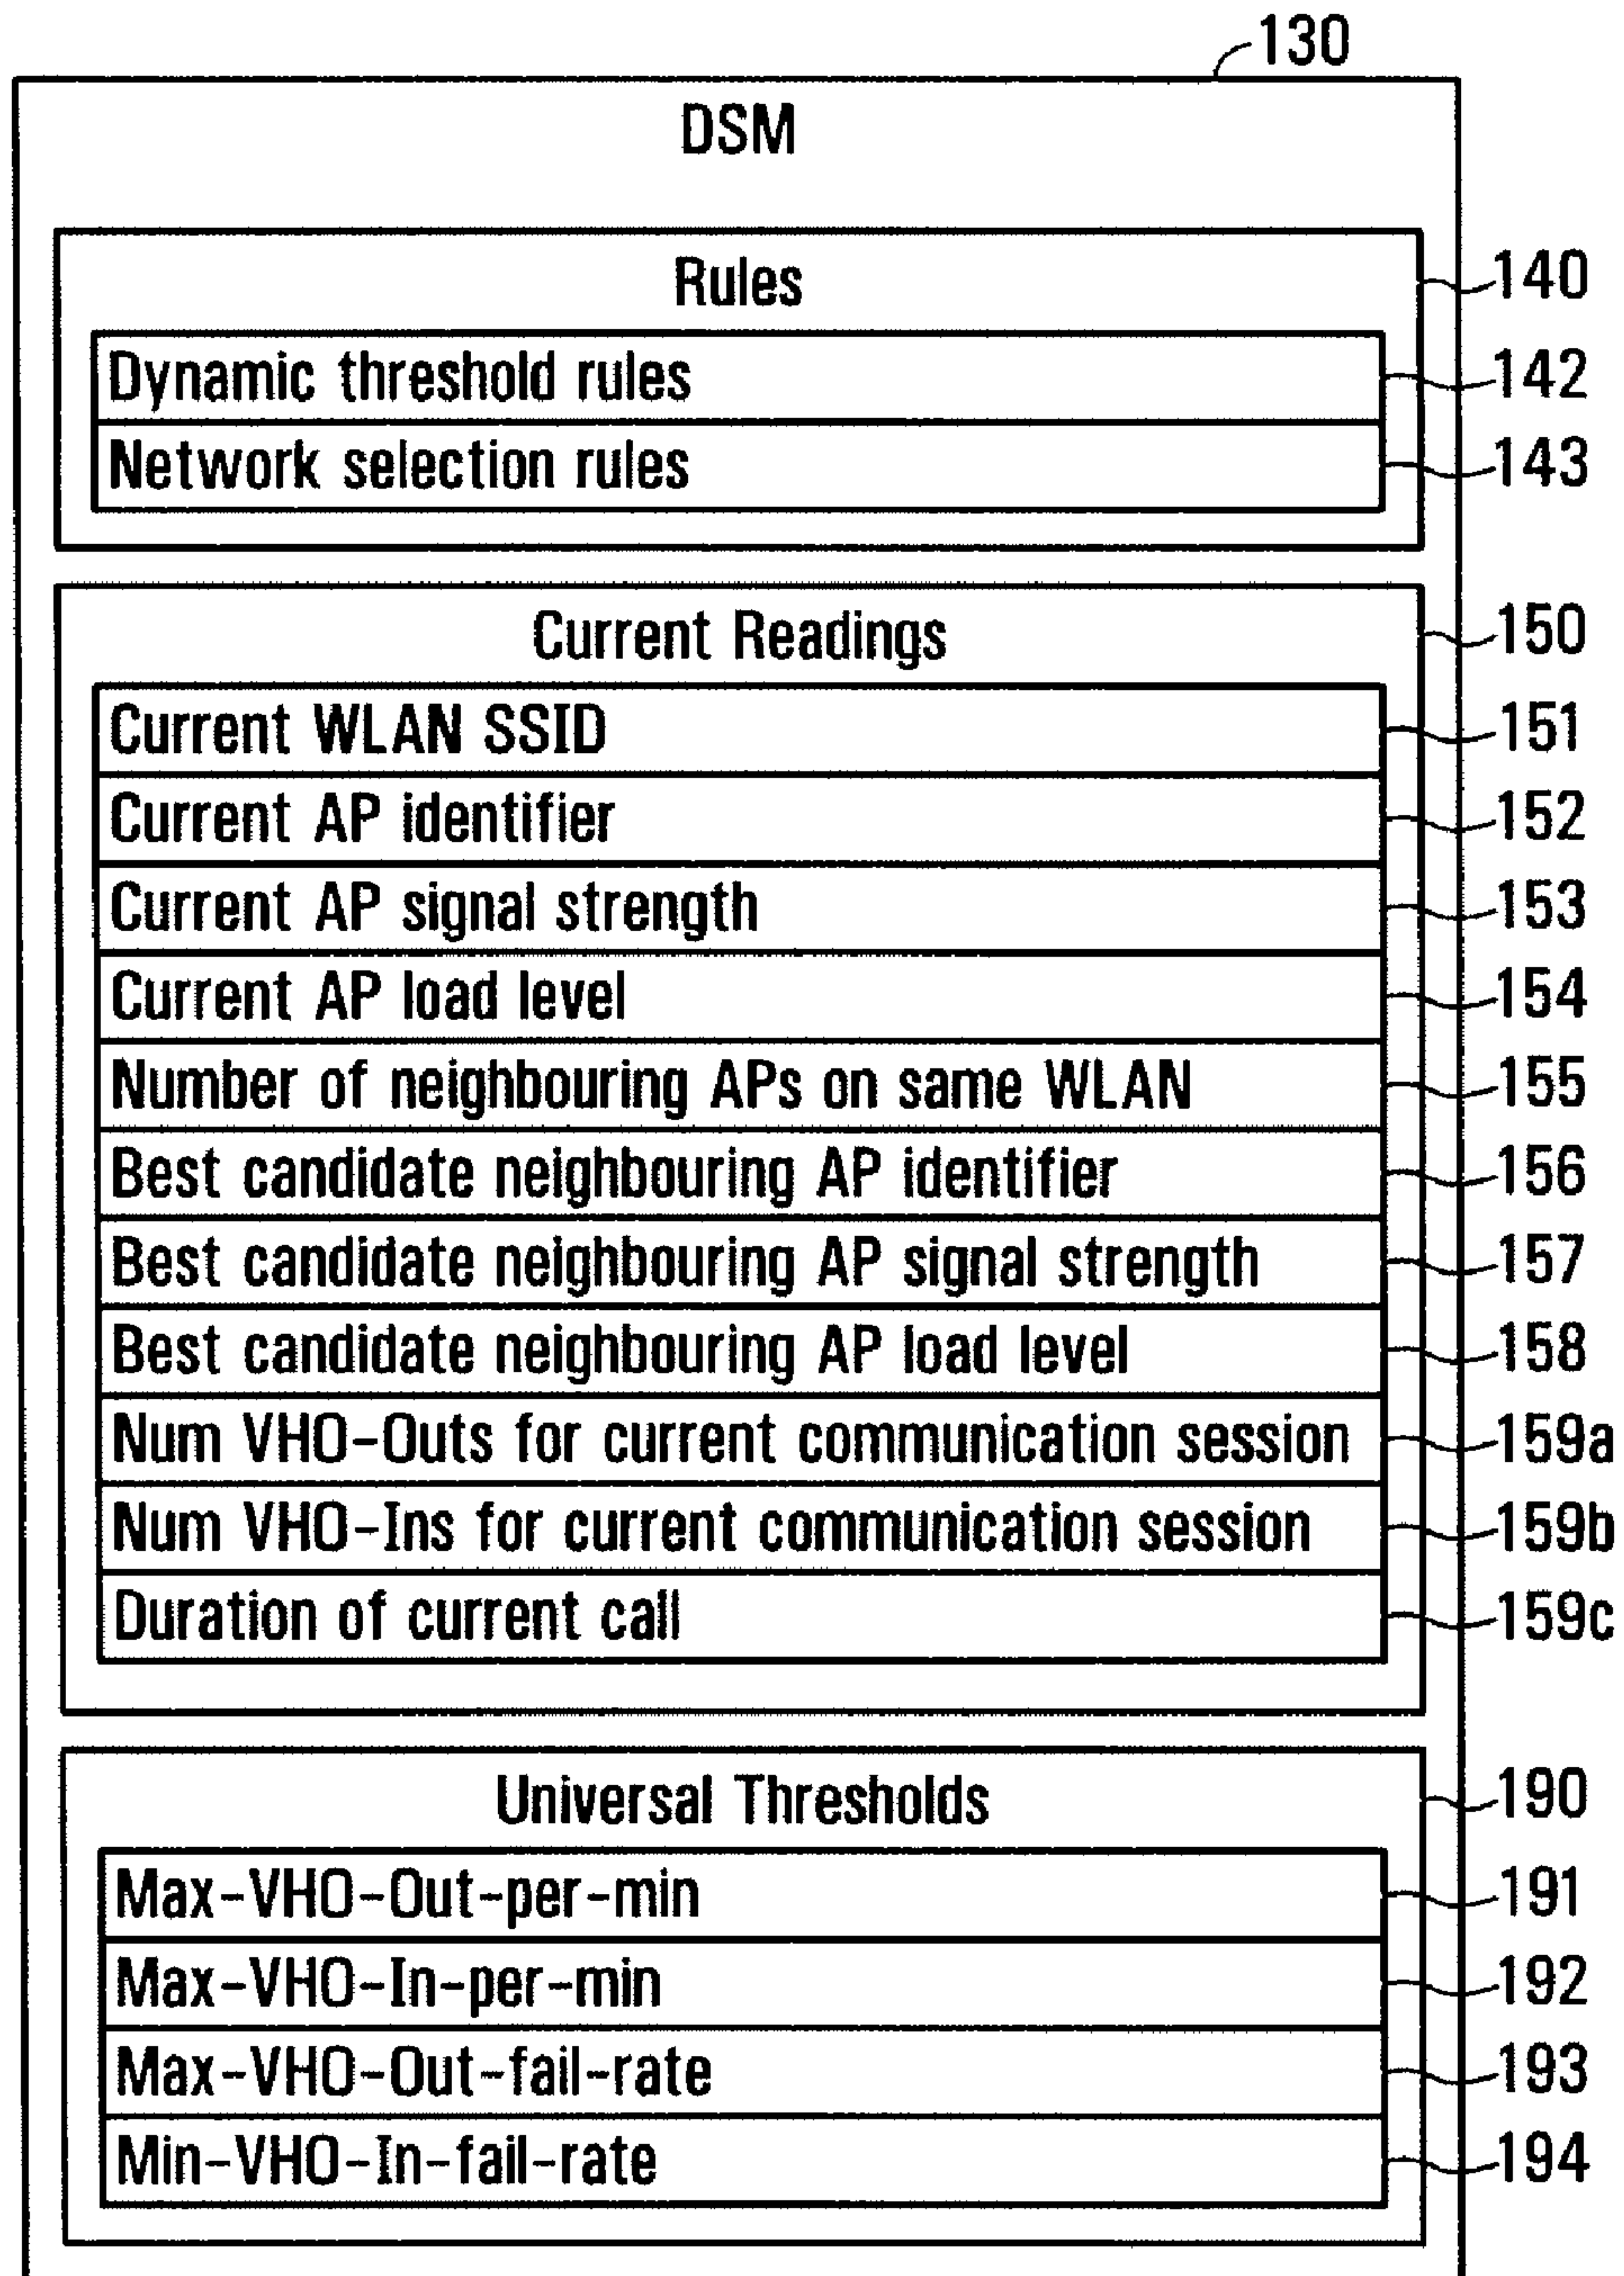 130
DSM
Rules 140
Dynamic threshold rules 142
Network selection rules 143
Current Readings 150
Current WLAN SSID 151
Current AP identifier 152
Current AP signal strength 153
Current AP load level 154
Number of neighbouring APs on same WLAN 155
Best candidate neighbouring AP identifier 156
Best candidate neighbouring AP signal strength 157
Best candidate neighbouring AP load level 158
Num VHO-Outs for current communication session 159a
Num VHO-Ins for current communication session 159b
Duration of current call 159c
Universal Thresholds 190
Max-VHO-Out-per-min 191
Max-VHO-In-per-min 192
Max-VHO-Out-fail-rate 193
Min-VHO-In-fail-rate 194